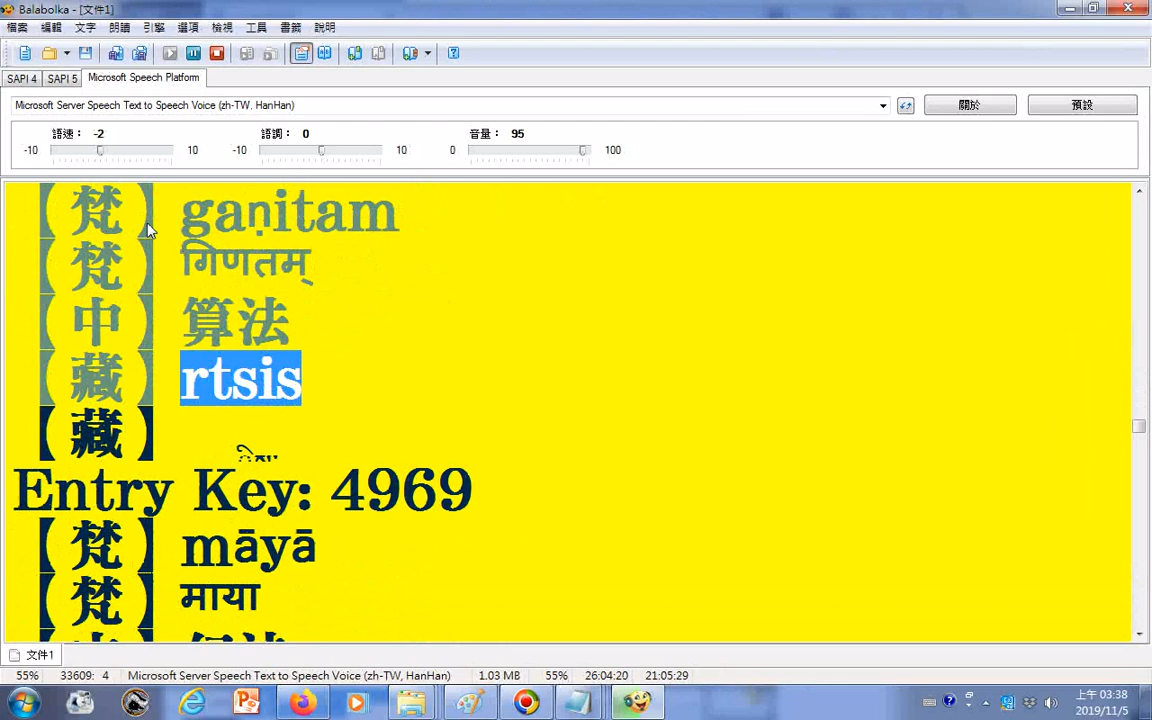 Balabolka - [文件1]
檔案 編輯 文字 朗讀 引擎 選項 檢視 工具 書籤 說明
SAPI 4 SAPI 5 Microsoft Speech Platform
Microsoft Server Speech Text to Speech Voice (zh-TW, HanHan) 關於 預設
語速： -2 語調： 0 音量： 95
-10 10 -10 10 0 100
【梵】 gaṇitam
【梵】 गिणतम्
【中】 算法
【藏】 rtsis
【藏】
Entry Key: 4969
【梵】 māyā
【梵】 माया
文件1
55% 33609: 4 Microsoft Server Speech Text to Speech Voice (zh-TW, HanHan) 1.03 MB 55% 26:04:20 21:05:29
上午 03:38
2019/11/5